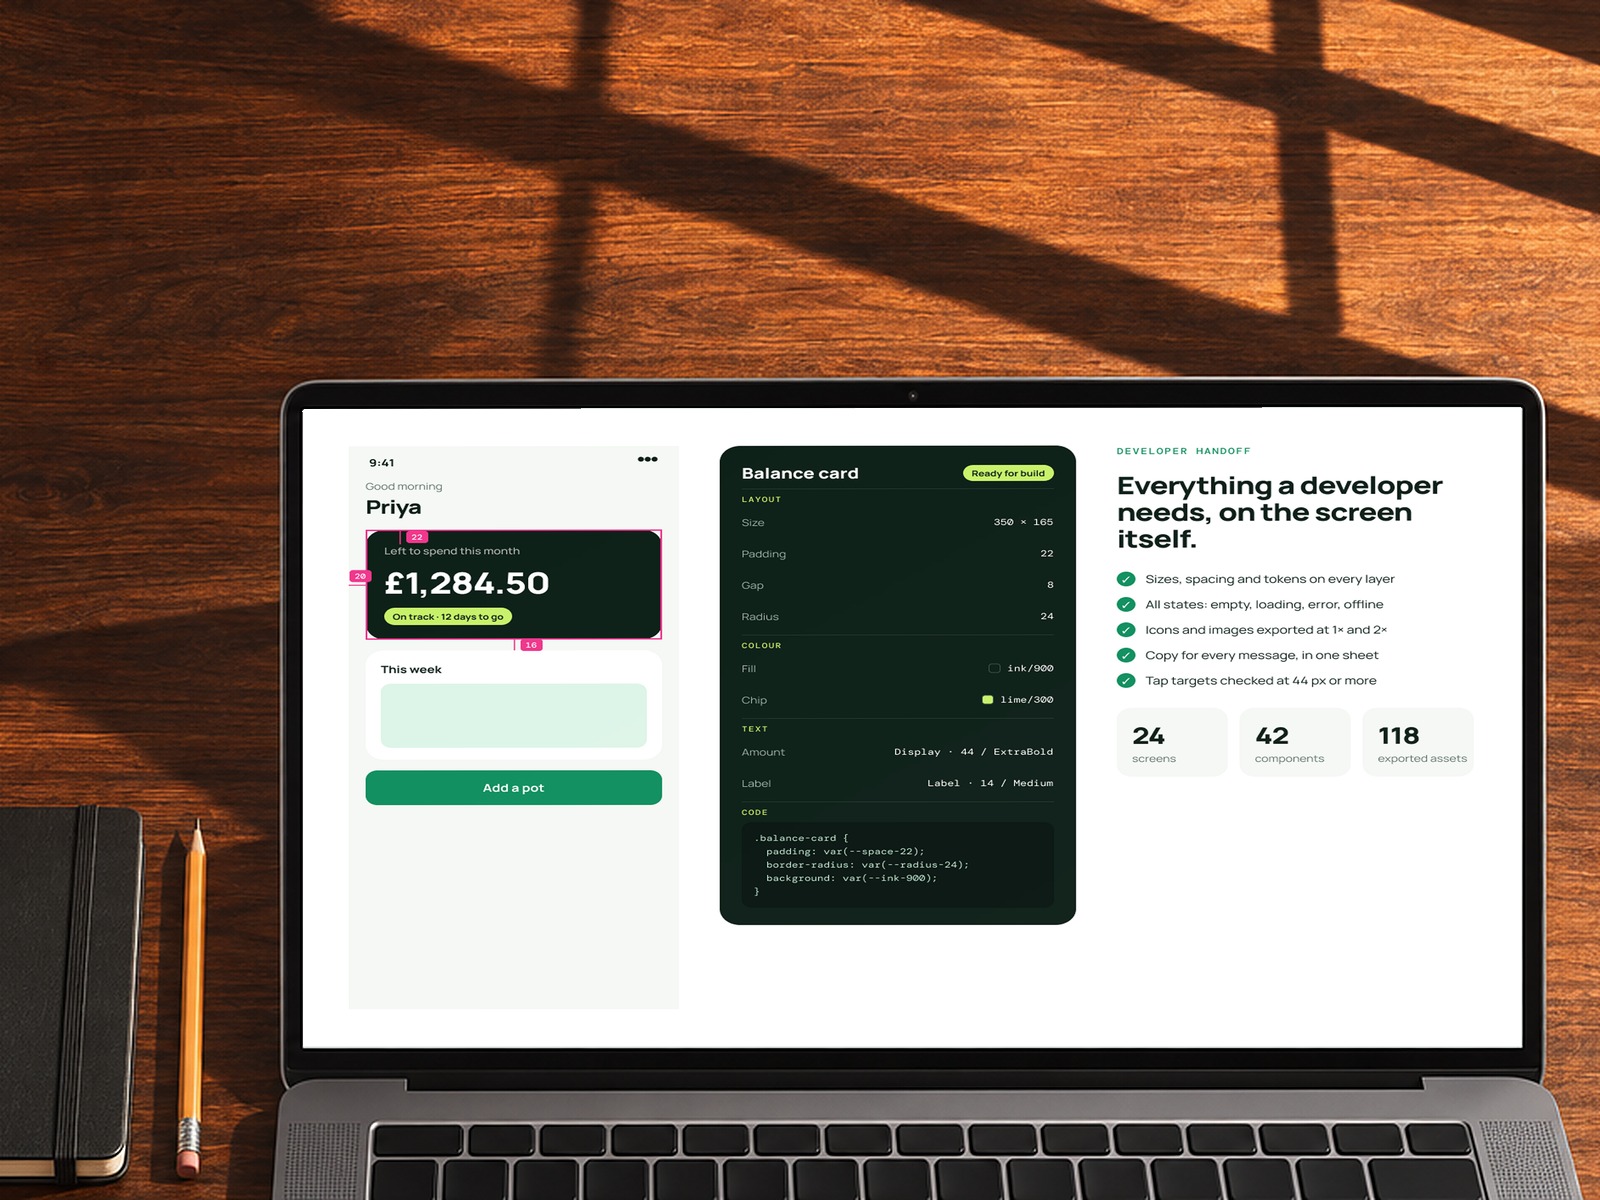 9:41
Good morning
Priya
22
Left to spend this month
20
£1,284.50
On track · 12 days to go
16
This week
Add a pot
Balance card
Ready for build
LAYOUT
Size 350 × 165
Padding 22
Gap 8
Radius 24
COLOUR
Fill ink/900
Chip lime/300
TEXT
Amount Display · 44 / ExtraBold
Label Label · 14 / Medium
CODE
.balance-card {
padding: var(--space-22);
border-radius: var(--radius-24);
background: var(--ink-900);
}
DEVELOPER HANDOFF
Everything a developer
needs, on the screen
itself.
Sizes, spacing and tokens on every layer
All states: empty, loading, error, offline
Icons and images exported at 1× and 2×
Copy for every message, in one sheet
Tap targets checked at 44 px or more
24
screens
42
components
118
exported assets